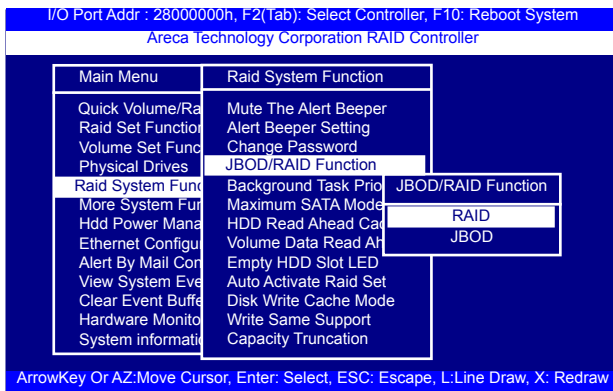 I/O Port Addr : 28000000h, F2(Tab): Select Controller, F10: Reboot System
Areca Technology Corporation RAID Controller
Main Menu
Quick Volume/Ra
Raid Set Function
Volume Set Func
Physical Drives
Raid System Func
More System Fun
Hdd Power Mana
Ethernet Configu
Alert By Mail Con
View System Eve
Clear Event Buffe
Hardware Monito
System informati
Raid System Function
Mute The Alert Beeper
Alert Beeper Setting
Change Password
JBOD/RAID Function
Background Task Prio
Maximum SATA Mode
HDD Read Ahead Cac
Volume Data Read Ah
Empty HDD Slot LED
Auto Activate Raid Set
Disk Write Cache Mode
Write Same Support
Capacity Truncation
JBOD/RAID Function
RAID
JBOD
ArrowKey Or AZ:Move Cursor, Enter: Select, ESC: Escape, L:Line Draw, X: Redraw